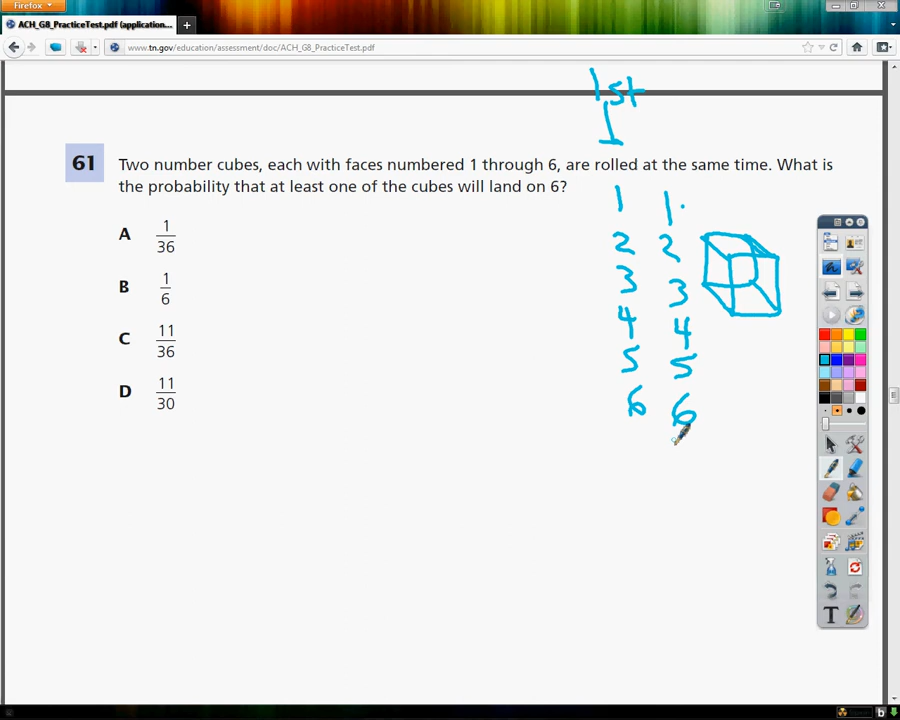 Firefox
ACH_G8_PracticeTest.pdf (application...
www.tn.gov/education/assessment/doc/ACH_G8_PracticeTest.pdf
1st
61 Two number cubes, each with faces numbered 1 through 6, are rolled at the same time. What is
the probability that at least one of the cubes will land on 6?
A 1/36
B 1/6
C 11/36
D 11/30
1 1.
2 2
3 3
4 4
5 5
6 6
T
b